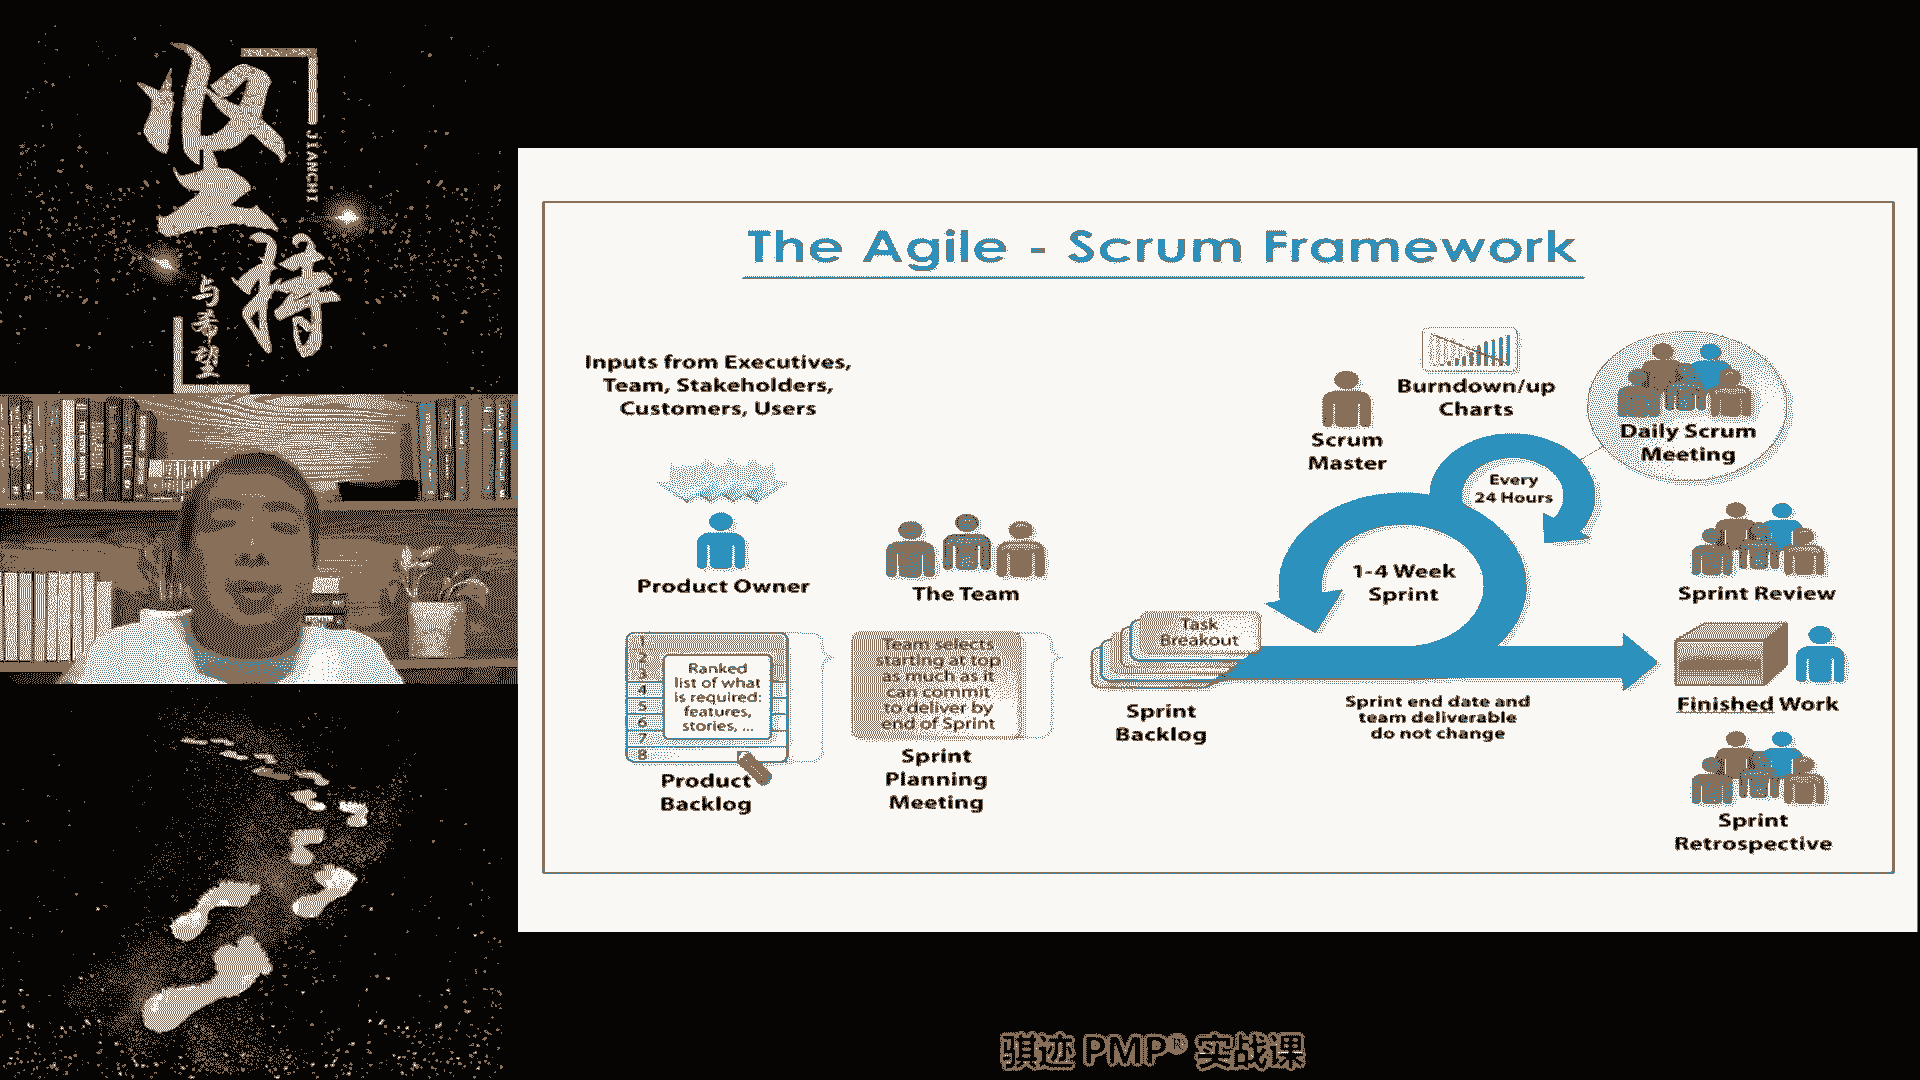 坚持
JIANCHI
与希望
The Agile - Scrum Framework
Inputs from Executives,
Team, Stakeholders,
Customers, Users
Product Owner
The Team
1
2
3
4
5
6
7
8
Ranked
list of what
is required:
features,
stories, ...
Product
Backlog
Team selects
starting at top
as much as it
can commit
to deliver by
end of Sprint
Sprint
Planning
Meeting
Task
Breakout
Sprint
Backlog
Scrum
Master
Burndown/up
Charts
Every
24 Hours
1-4 Week
Sprint
Sprint end date and
team deliverable
do not change
Daily Scrum
Meeting
Sprint Review
Finished Work
Sprint
Retrospective
骐迹 PMP® 实战课